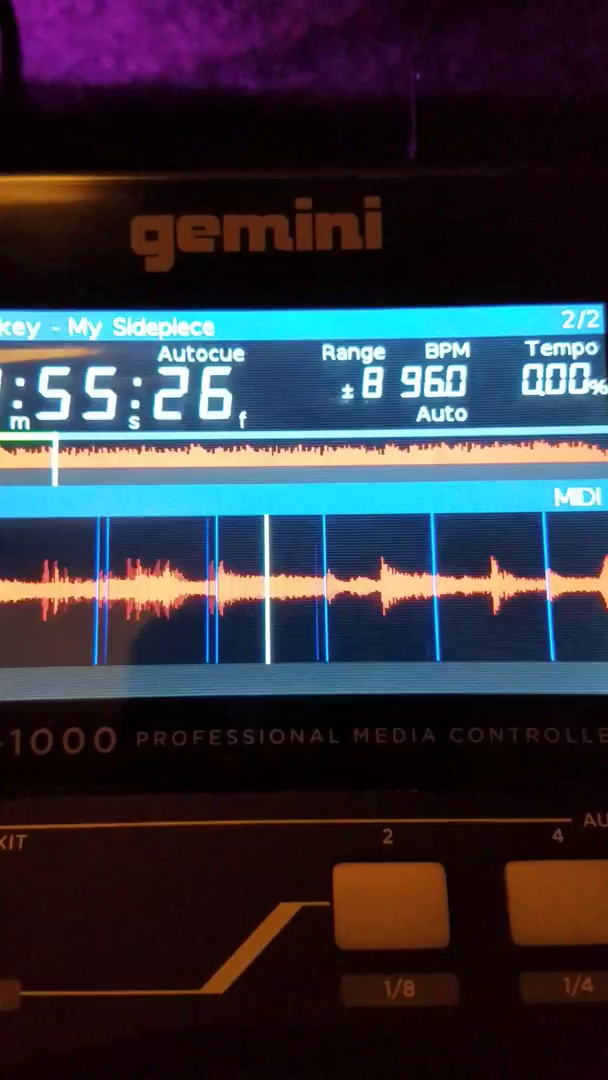 gemini
key - My Sidepiece 2/2
Autocue Range BPM Tempo
:55:26 ±8 96.0 0.00%
m s f Auto
MIDI
-1000 PROFESSIONAL MEDIA CONTROLLE
XIT 2 4 AU
1/8 1/4